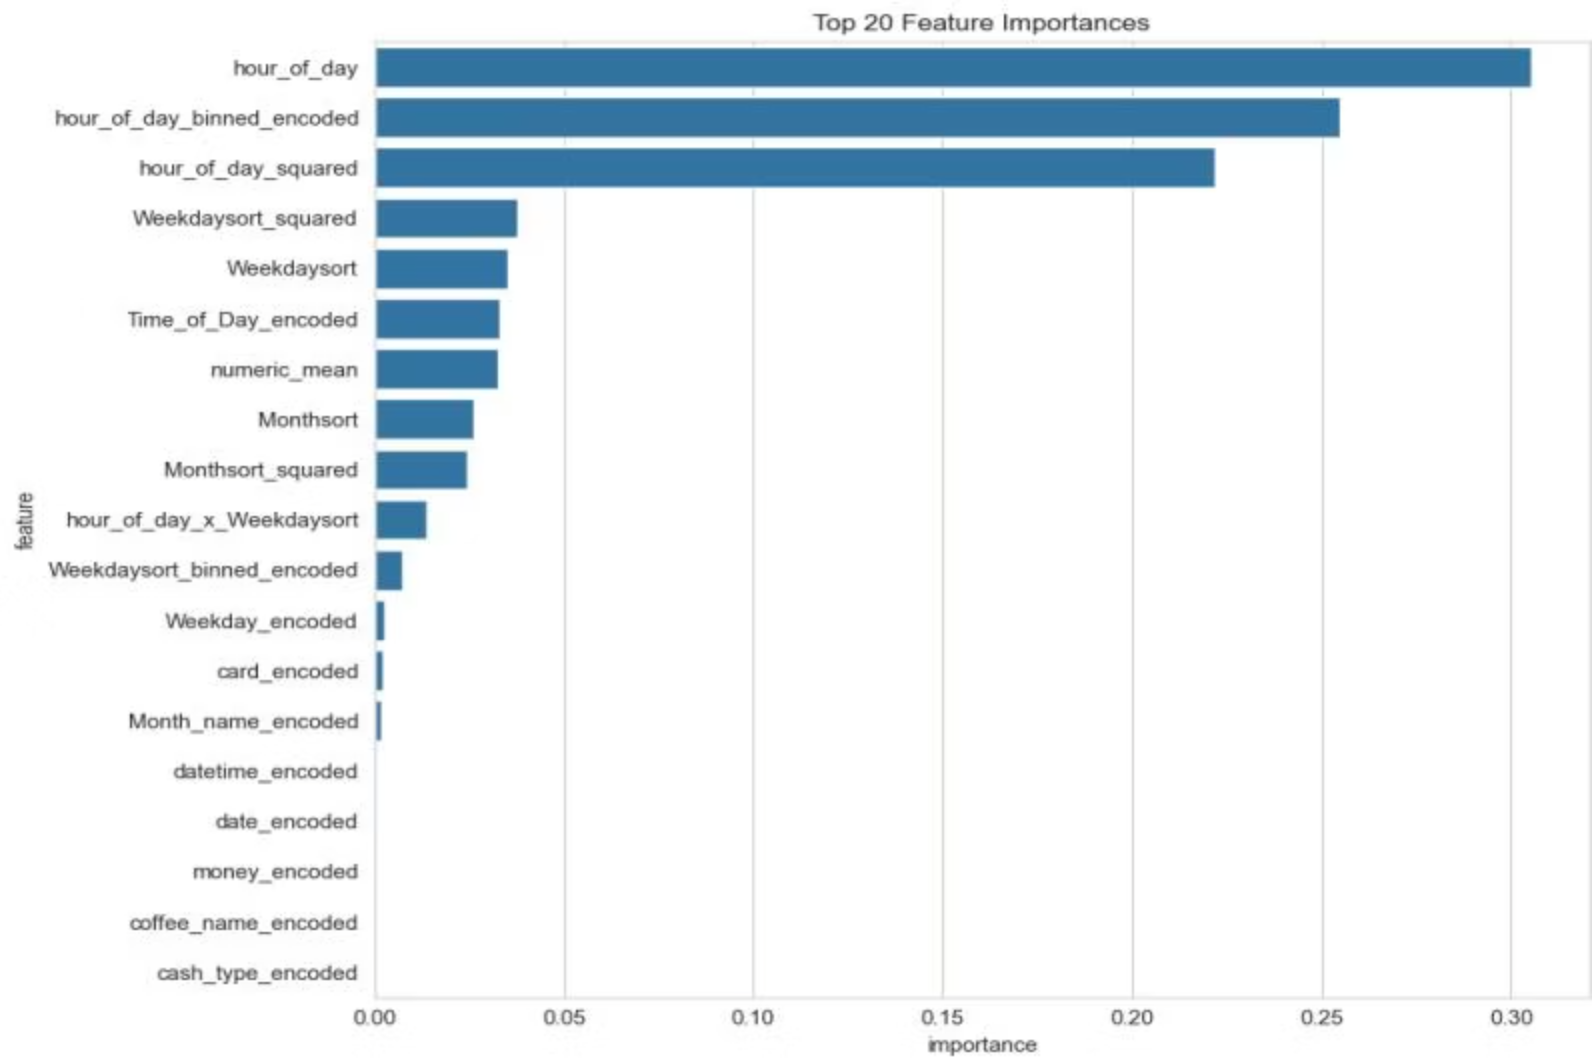 Top 20 Feature Importances
hour_of_day
hour_of_day_binned_encoded
hour_of_day_squared
Weekdaysort_squared
Weekdaysort
Time_of_Day_encoded
numeric_mean
Monthsort
Monthsort_squared
feature
hour_of_day_x_Weekdaysort
Weekdaysort_binned_encoded
Weekday_encoded
card_encoded
Month_name_encoded
datetime_encoded
date_encoded
money_encoded
coffee_name_encoded
cash_type_encoded
0.00 0.05 0.10 0.15 0.20 0.25 0.30
importance